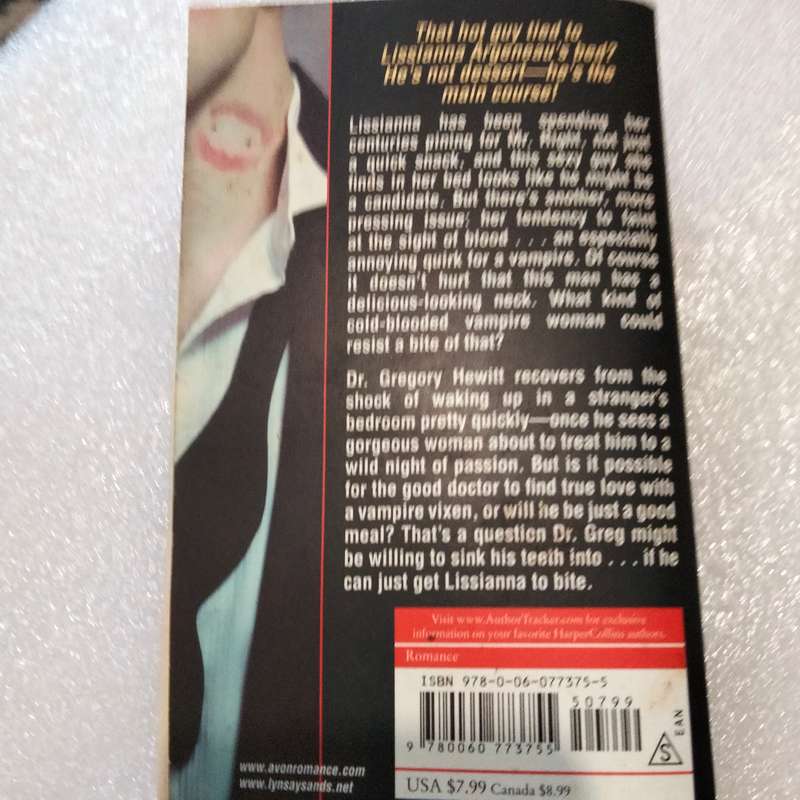 That hot guy tied to
Lissianna Argeneau's bed?
He's not dessert—he's the
main course!
Lissianna has been spending her
centuries pining for Mr. Right, not just
a quick snack, and this sexy guy she
finds in her bed looks like he might be
a candidate. But there's another, more
pressing issue: her tendency to faint
at the sight of blood . . . an especially
annoying quirk for a vampire. Of course
it doesn't hurt that this man has a
delicious-looking neck. What kind of
cold-blooded vampire woman could
resist a bite of that?
Dr. Gregory Hewitt recovers from the
shock of waking up in a stranger's
bedroom pretty quickly—once he sees a
gorgeous woman about to treat him to a
wild night of passion. But is it possible
for the good doctor to find true love with
a vampire vixen, or will he be just a good
meal? That's a question Dr. Greg might
be willing to sink his teeth into . . . if he
can just get Lissianna to bite.
Visit www.AuthorTracker.com for exclusive
information on your favorite HarperCollins authors.
Romance
ISBN 978-0-06-077375-5
50799
9 780060 773755
EAN
S
USA $7.99 Canada $8.99
www.avonromance.com
www.lynsaysands.net